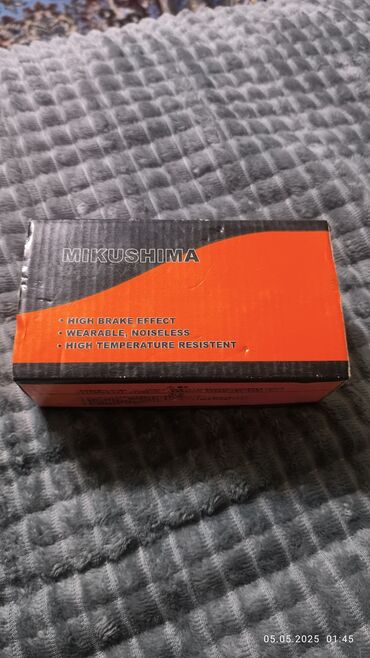 MIKUSHIMA
• HIGH BRAKE EFFECT
• WEARABLE, NOISELESS
• HIGH TEMPERATURE RESISTENT
05.05.2025 01:45